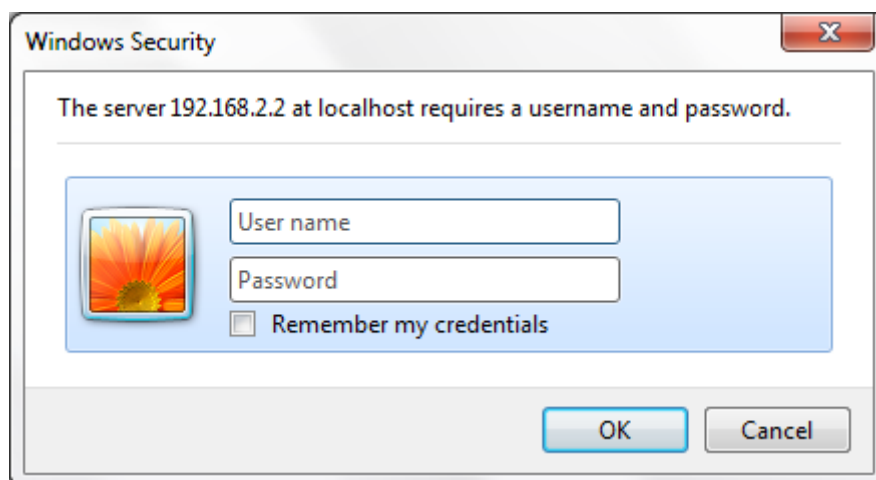 Windows Security
The server 192.168.2.2 at localhost requires a username and password.
User name
Password
Remember my credentials
OK Cancel